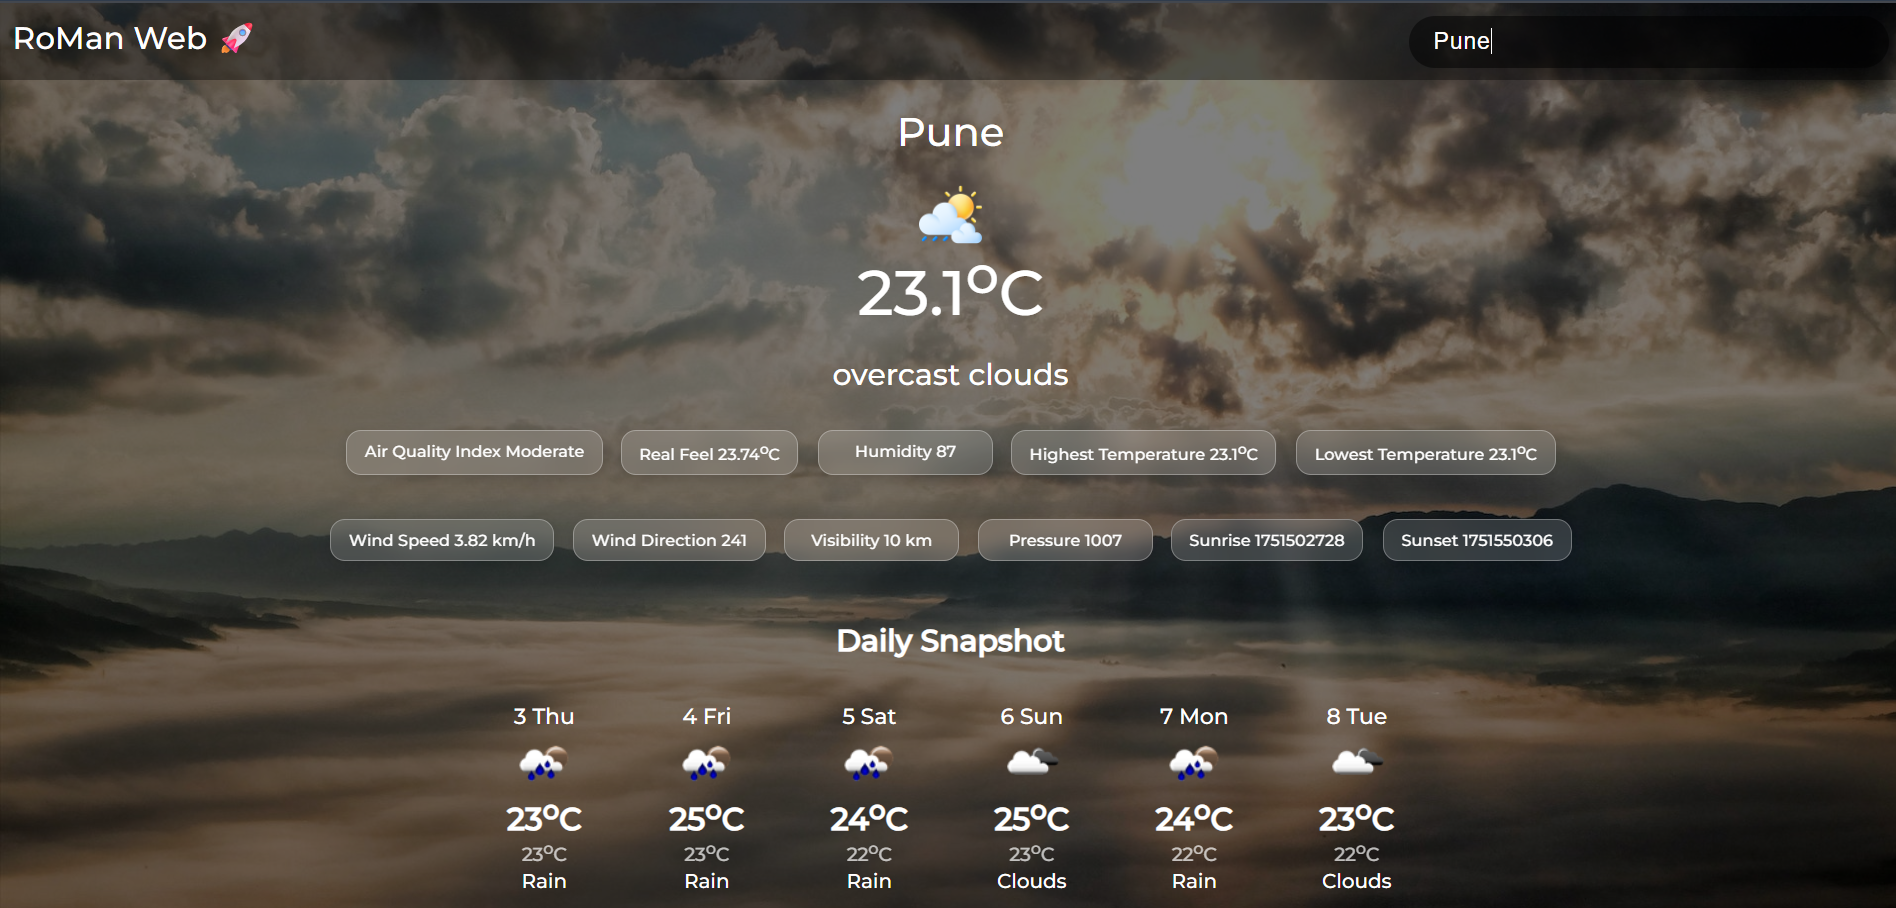 RoMan Web 🚀
Pune
Pune
23.1°C
overcast clouds
Air Quality Index Moderate
Real Feel 23.74°C
Humidity 87
Highest Temperature 23.1°C
Lowest Temperature 23.1°C
Wind Speed 3.82 km/h
Wind Direction 241
Visibility 10 km
Pressure 1007
Sunrise 1751502728
Sunset 1751550306
Daily Snapshot
3 Thu
4 Fri
5 Sat
6 Sun
7 Mon
8 Tue
23°C
25°C
24°C
25°C
24°C
23°C
23°C
23°C
22°C
23°C
22°C
22°C
Rain
Rain
Rain
Clouds
Rain
Clouds